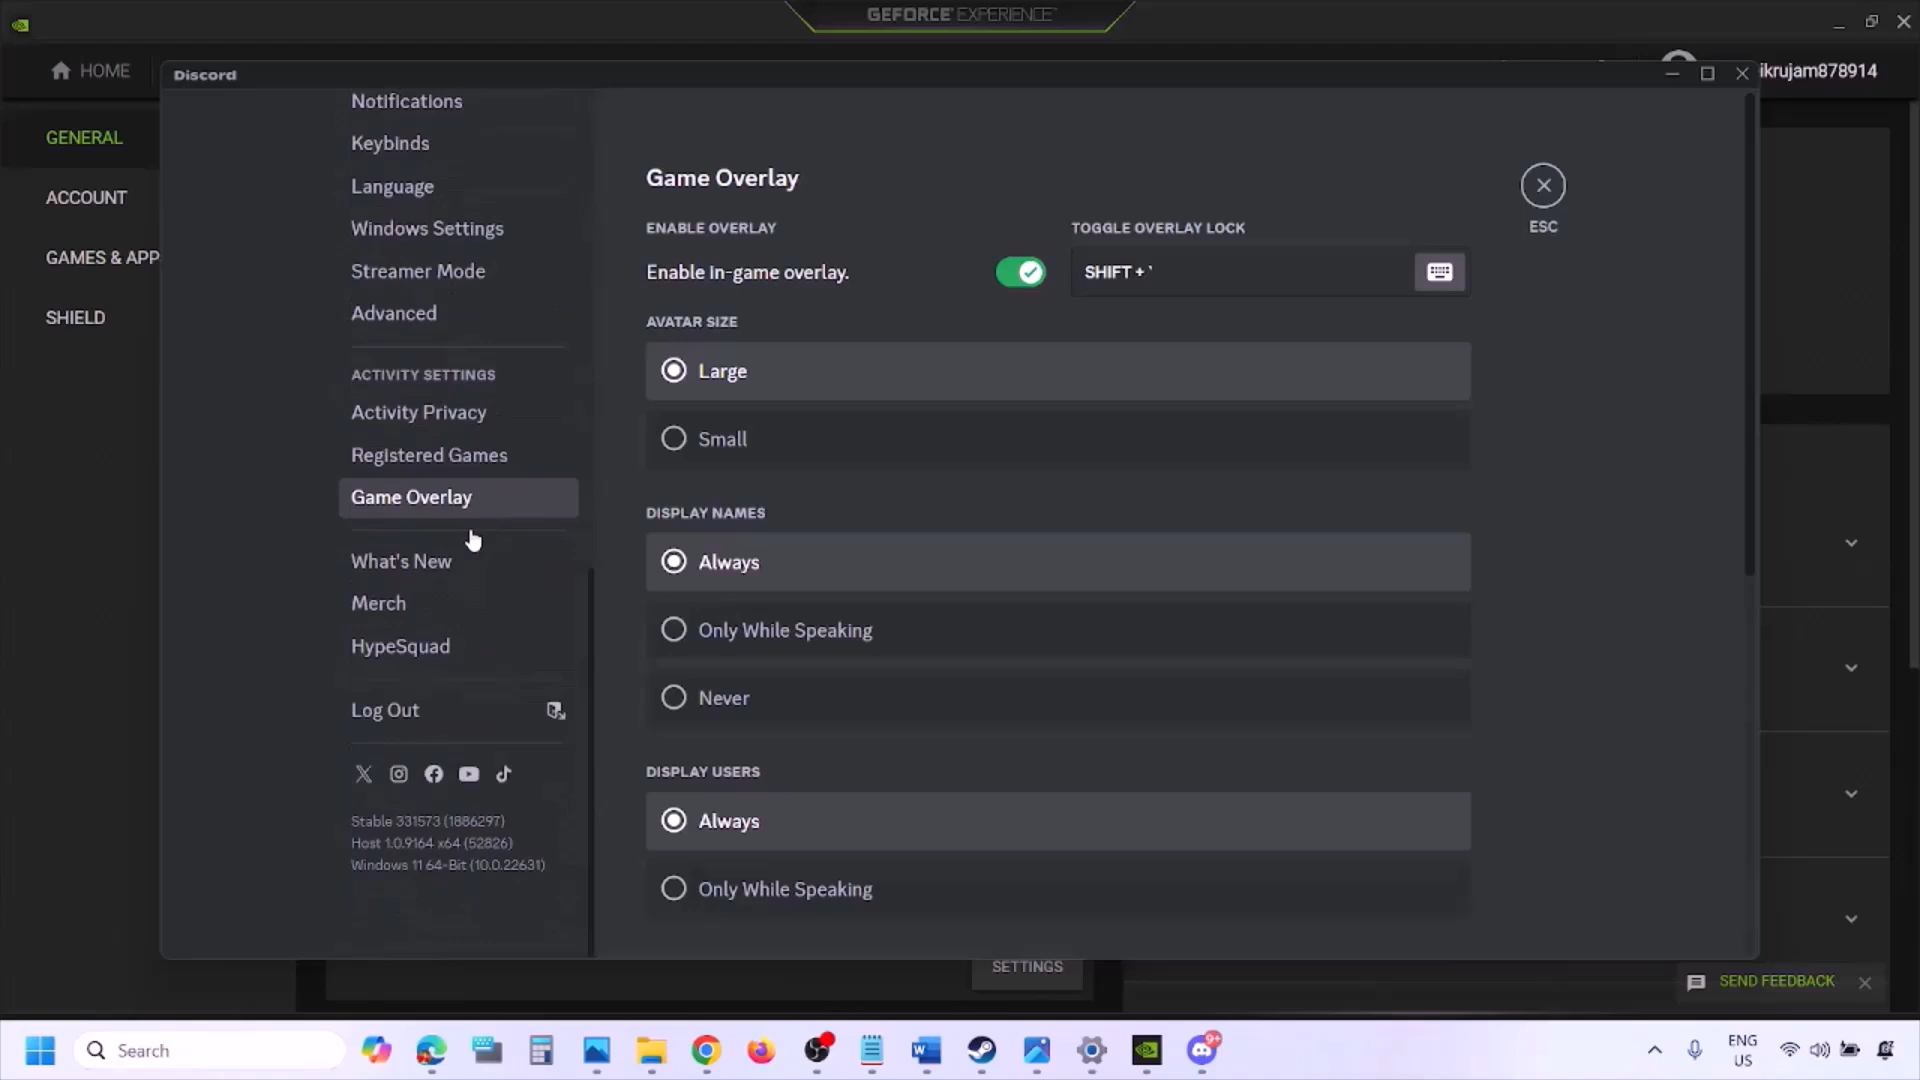 GEFORCE EXPERIENCE
HOME
ikrujam878914
Discord
GENERAL
ACCOUNT
GAMES & APP
SHIELD
Notifications
Keybinds
Language
Windows Settings
Streamer Mode
Advanced
ACTIVITY SETTINGS
Activity Privacy
Registered Games
Game Overlay
What's New
Merch
HypeSquad
Log Out
Stable 331573 (1886297)
Host 1.0.9164 x64 (52826)
Windows 11 64-Bit (10.0.22631)
Game Overlay
ESC
ENABLE OVERLAY
Enable in-game overlay.
TOGGLE OVERLAY LOCK
SHIFT + `
AVATAR SIZE
Large
Small
DISPLAY NAMES
Always
Only While Speaking
Never
DISPLAY USERS
Always
Only While Speaking
SETTINGS
SEND FEEDBACK
Search
9+
ENG
US